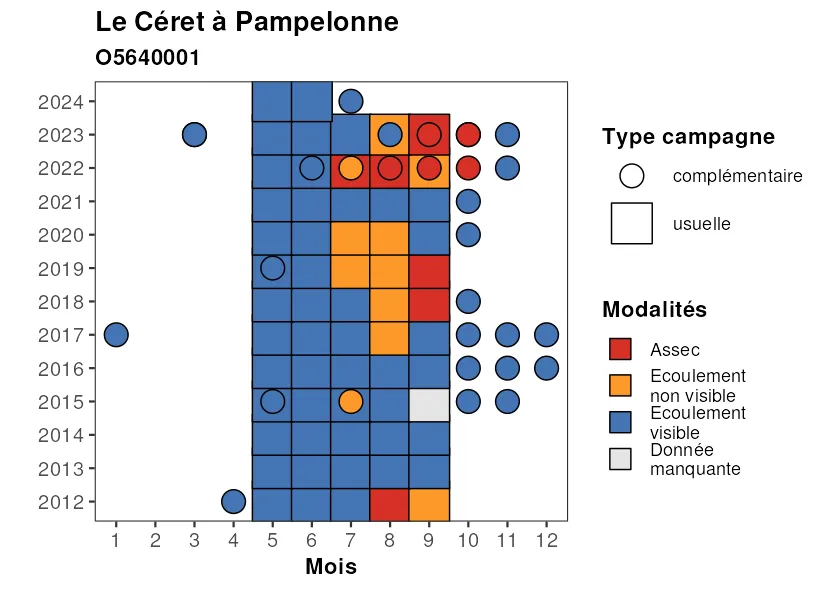 Le Céret à Pampelonne
O5640001
2024
2023
2022
2021
2020
2019
2018
2017
2016
2015
2014
2013
2012
1 2 3 4 5 6 7 8 9 10 11 12
Mois
Type campagne
complémentaire
usuelle
Modalités
Assec
Ecoulement
non visible
Ecoulement
visible
Donnée
manquante